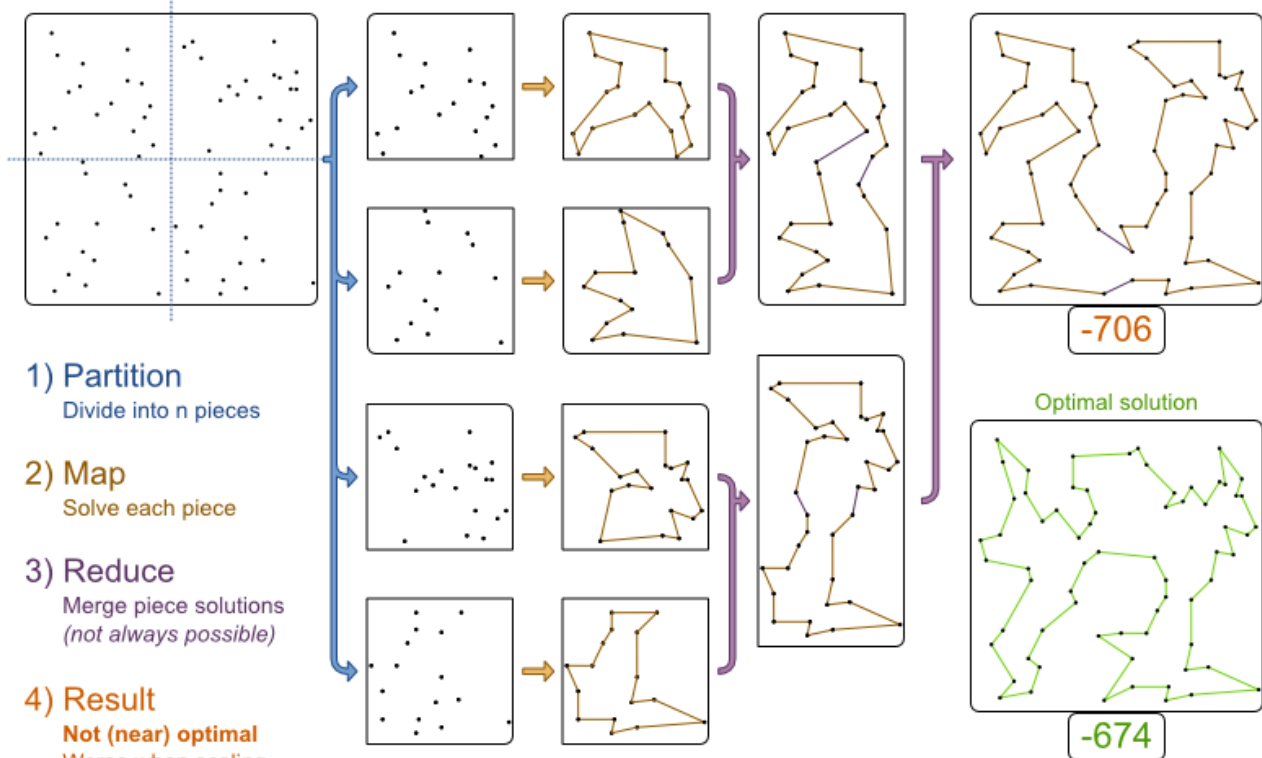 1) Partition
Divide into n pieces
2) Map
Solve each piece
3) Reduce
Merge piece solutions
(not always possible)
4) Result
Not (near) optimal
-706
Optimal solution
-674